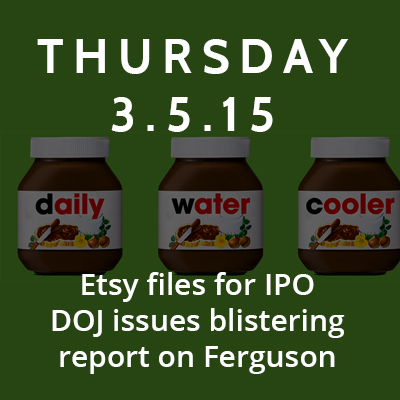 THURSDAY
3.5.15
daily water cooler
Etsy files for IPO
DOJ issues blistering
report on Ferguson